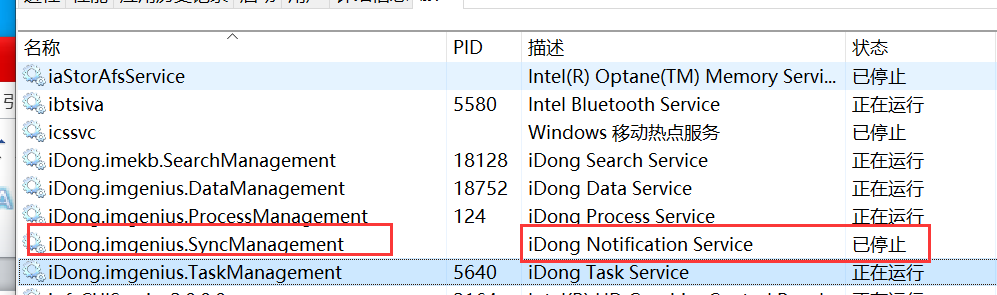 名称 PID 描述 状态
iaStorAfsService Intel(R) Optane(TM) Memory Servi... 已停止
ibtsiva 5580 Intel Bluetooth Service 正在运行
icssvc Windows 移动热点服务 已停止
iDong.imekb.SearchManagement 18128 iDong Search Service 正在运行
iDong.imgenius.DataManagement 18752 iDong Data Service 正在运行
iDong.imgenius.ProcessManagement 124 iDong Process Service 正在运行
iDong.imgenius.SyncManagement iDong Notification Service 已停止
iDong.imgenius.TaskManagement 5640 iDong Task Service 正在运行